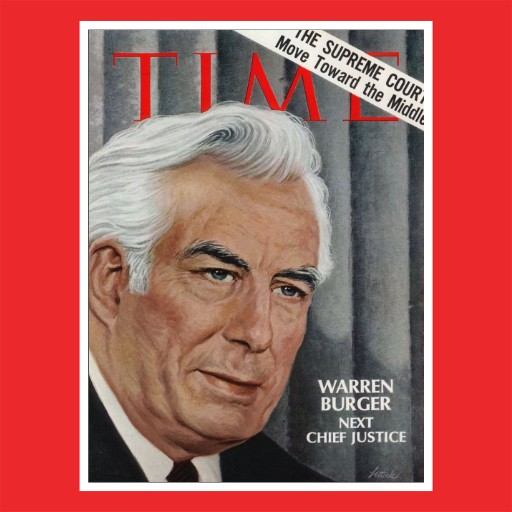 THE SUPREME COURT
Move Toward the Middle
TIME
WARREN
BURGER
NEXT
CHIEF JUSTICE